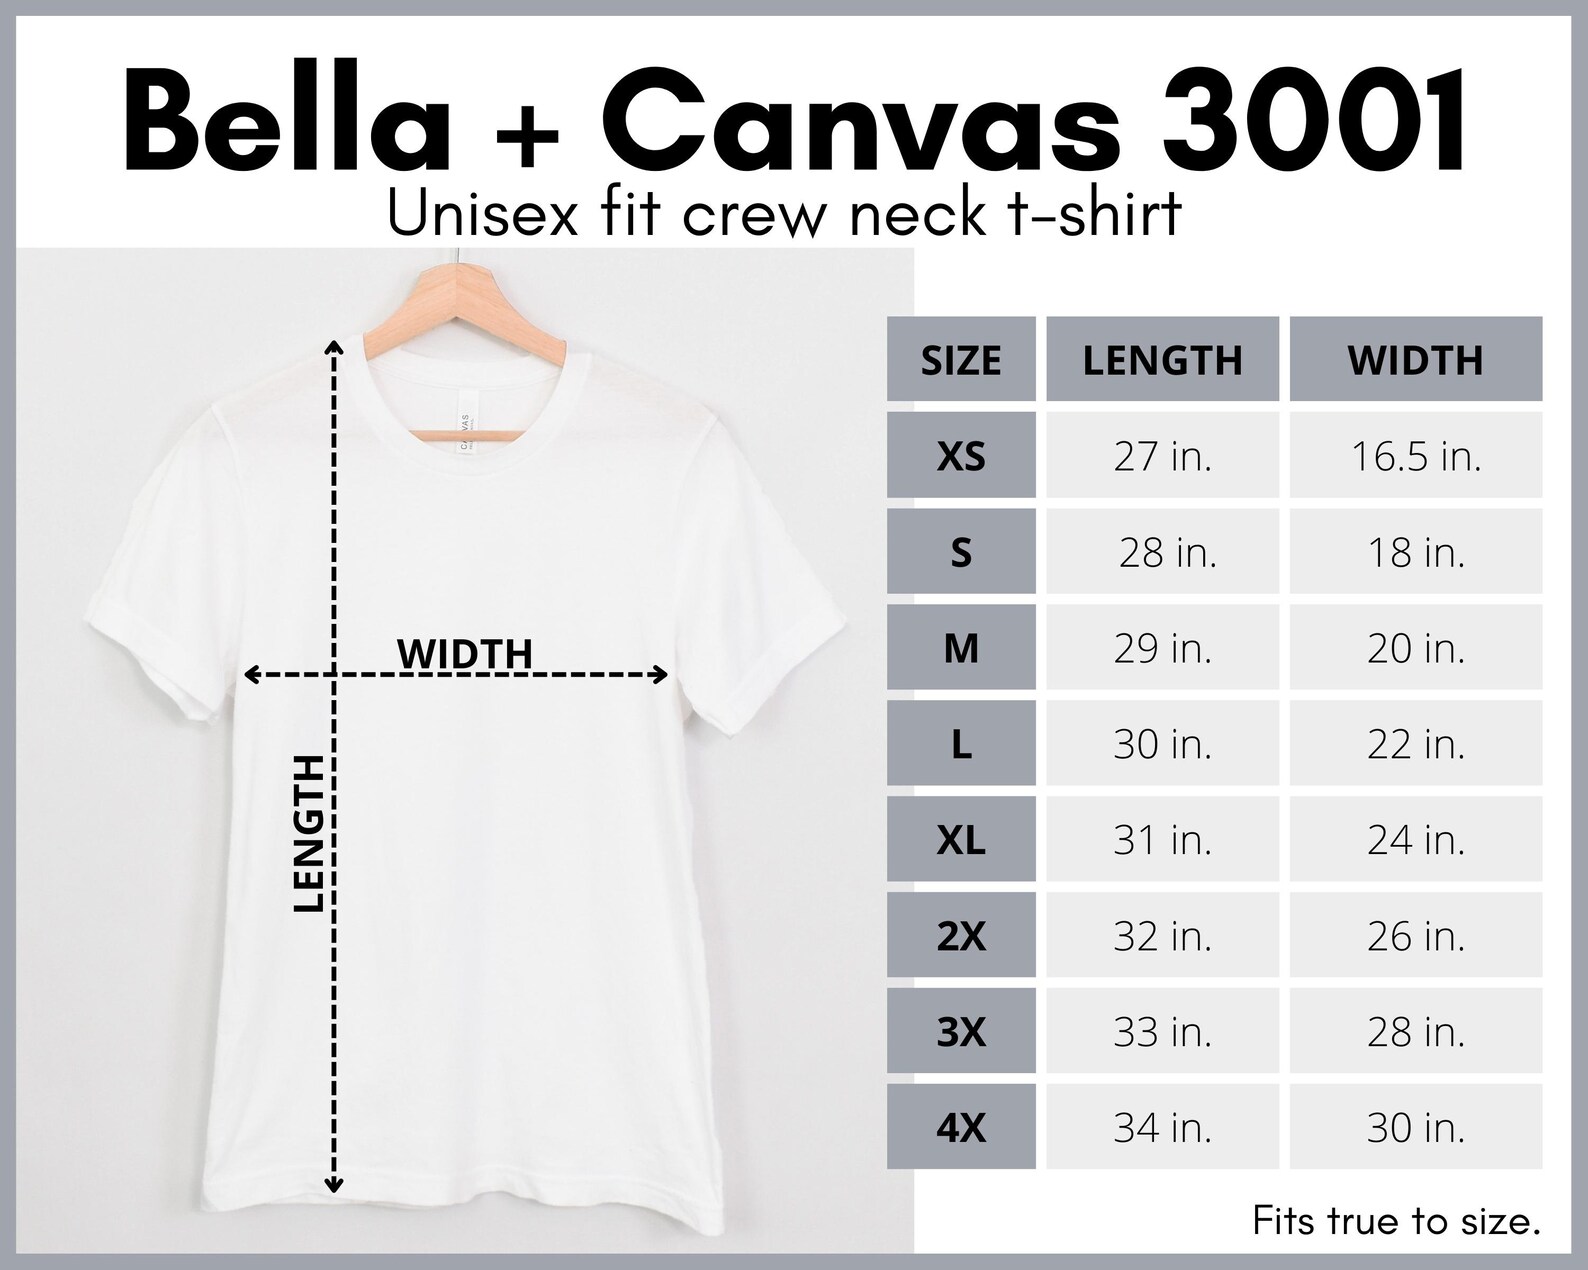 Bella + Canvas 3001
Unisex fit crew neck t-shirt
SIZE LENGTH WIDTH
XS 27 in. 16.5 in.
S 28 in. 18 in.
M 29 in. 20 in.
L 30 in. 22 in.
XL 31 in. 24 in.
2X 32 in. 26 in.
3X 33 in. 28 in.
4X 34 in. 30 in.
WIDTH
LENGTH
Fits true to size.